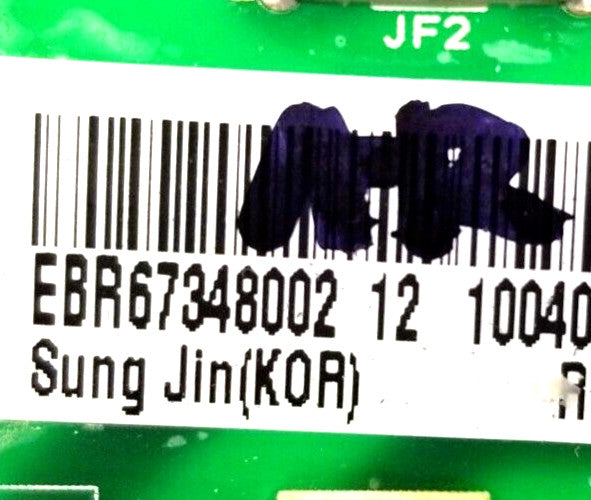 JF2
EBR67348002 12 10040
Sung Jin(KOR) R